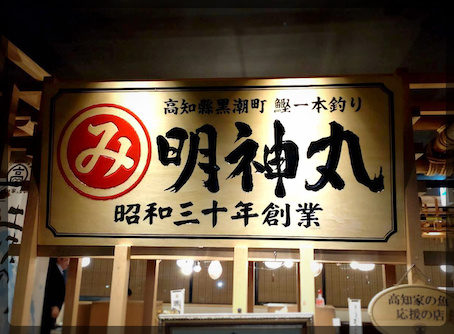 高知縣黒潮町 鰹一本釣り
み 明神丸
昭和三十年創業
高知家の魚
応援の店